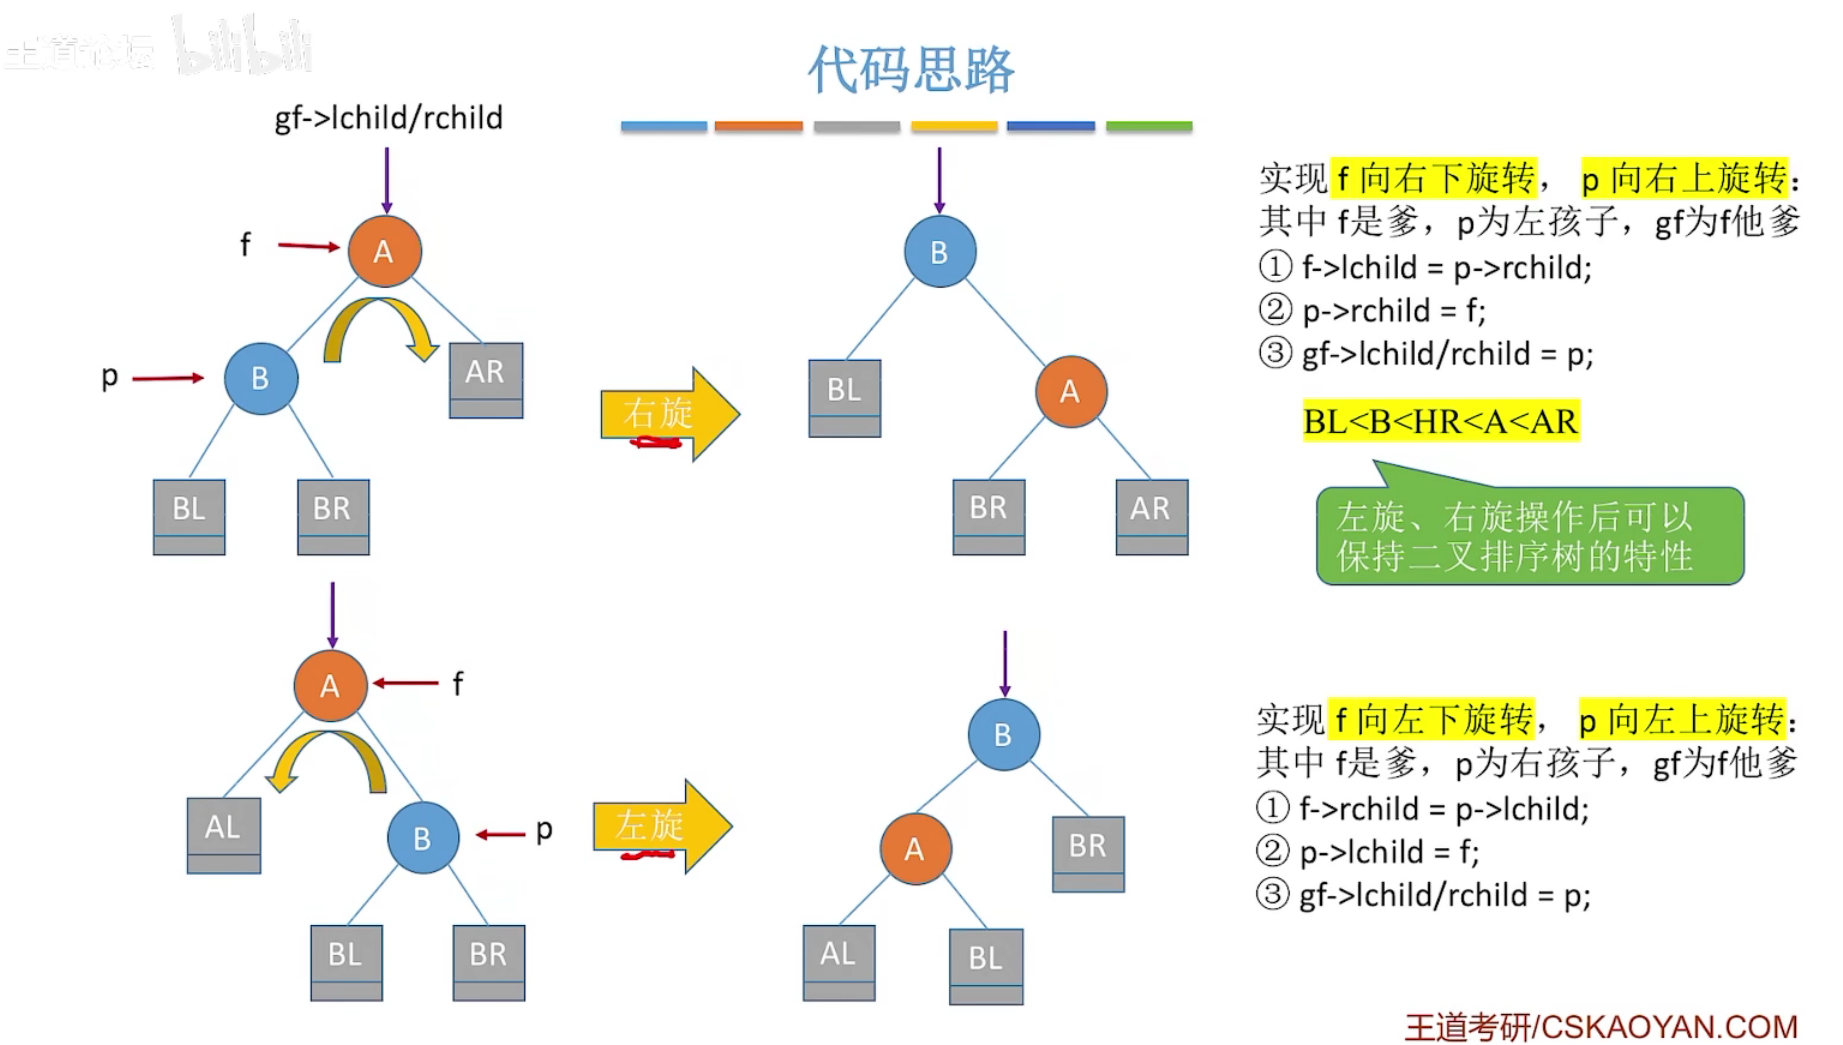 王道论坛 bilibili
代码思路
gf->lchild/rchild
f
A
p
B
AR
BL
BR
右旋
B
BL
A
BR
AR
实现 f 向右下旋转，p 向右上旋转：
其中 f是爹，p为左孩子，gf为f他爹
① f->lchild = p->rchild;
② p->rchild = f;
③ gf->lchild/rchild = p;
BL<B<HR<A<AR
左旋、右旋操作后可以
保持二叉排序树的特性
A
f
AL
B
p
BL
BR
左旋
B
A
BR
AL
BL
实现 f 向左下旋转，p 向左上旋转：
其中 f是爹，p为右孩子，gf为f他爹
① f->rchild = p->lchild;
② p->lchild = f;
③ gf->lchild/rchild = p;
王道考研/CSKAOYAN.COM